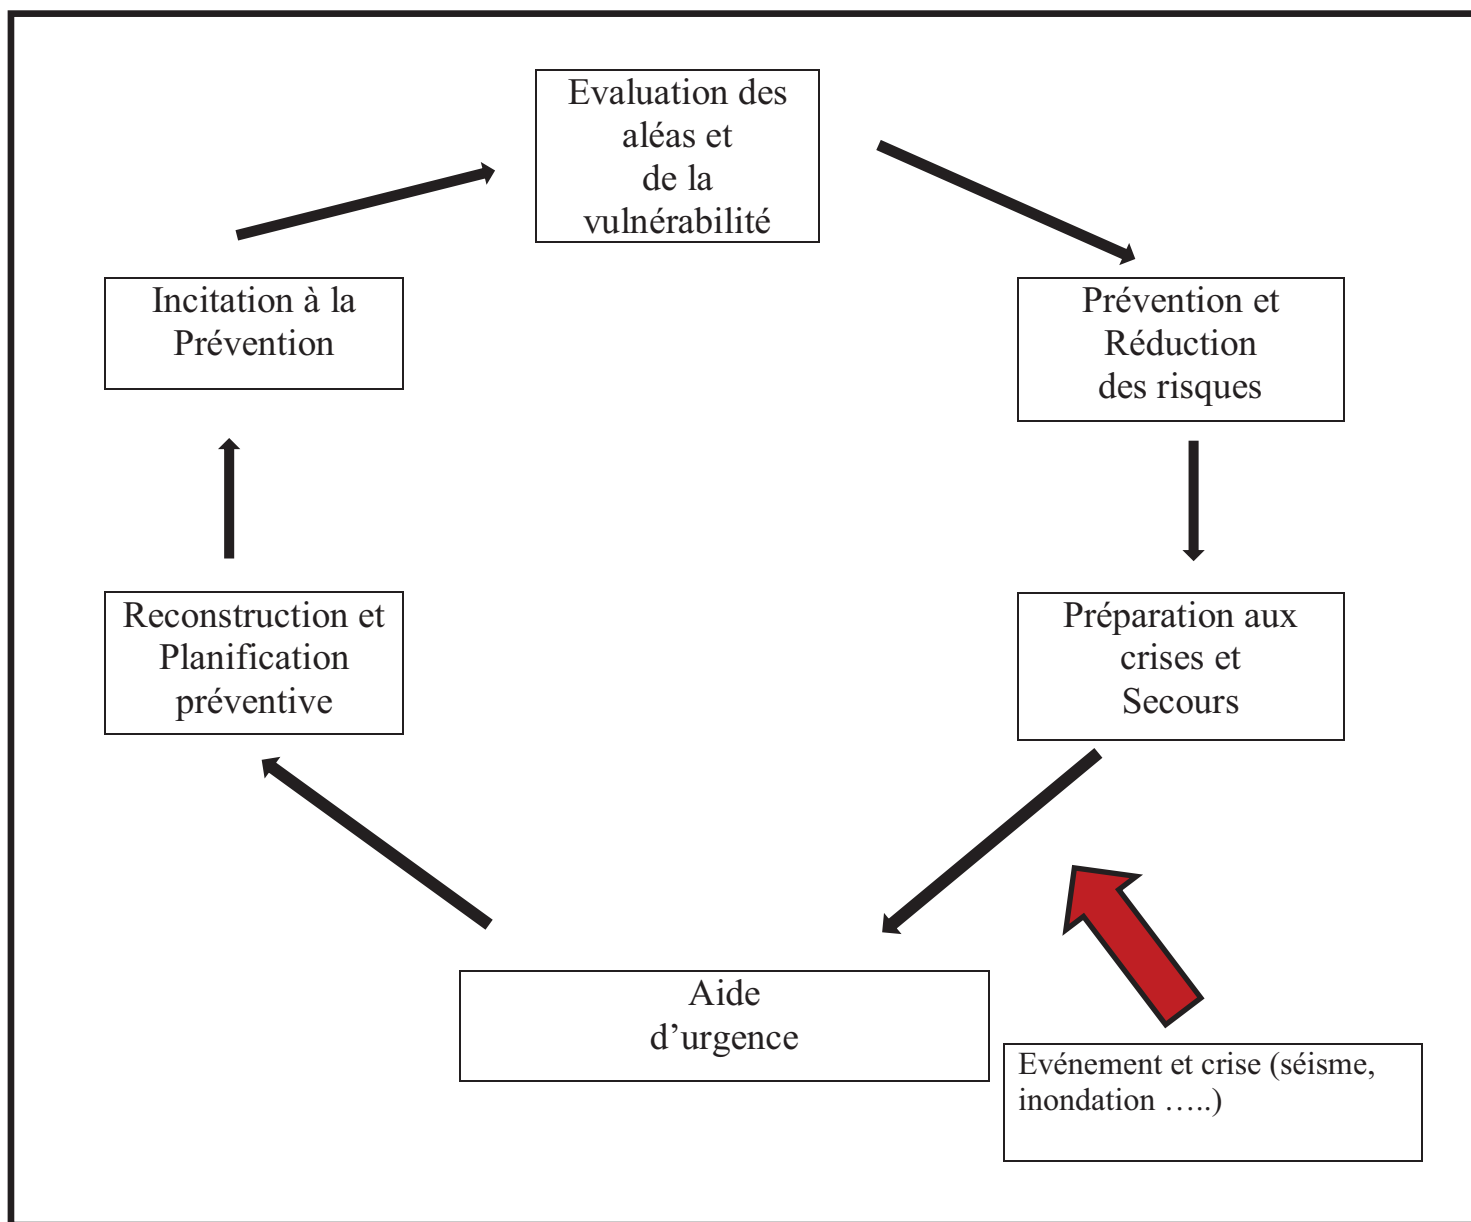 Evaluation des
aléas et
de la
vulnérabilité
Incitation à la
Prévention
Prévention et
Réduction
des risques
Reconstruction et
Planification
préventive
Préparation aux
crises et
Secours
Aide
d’urgence
Evénement et crise (séisme,
inondation …..)